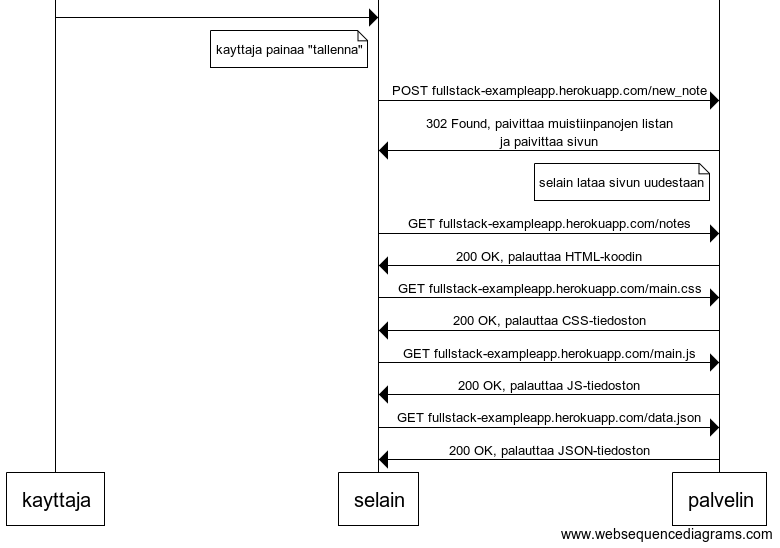 kayttaja painaa "tallenna"
POST fullstack-exampleapp.herokuapp.com/new_note
302 Found, paivittaa muistiinpanojen listan
ja paivittaa sivun
selain lataa sivun uudestaan
GET fullstack-exampleapp.herokuapp.com/notes
200 OK, palauttaa HTML-koodin
GET fullstack-exampleapp.herokuapp.com/main.css
200 OK, palauttaa CSS-tiedoston
GET fullstack-exampleapp.herokuapp.com/main.js
200 OK, palauttaa JS-tiedoston
GET fullstack-exampleapp.herokuapp.com/data.json
200 OK, palauttaa JSON-tiedoston
kayttaja
selain
palvelin
www.websequencediagrams.com